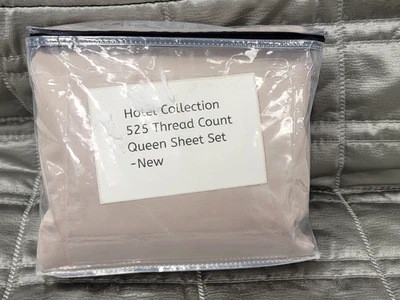 Hotel Collection
525 Thread Count
Queen Sheet Set
-New